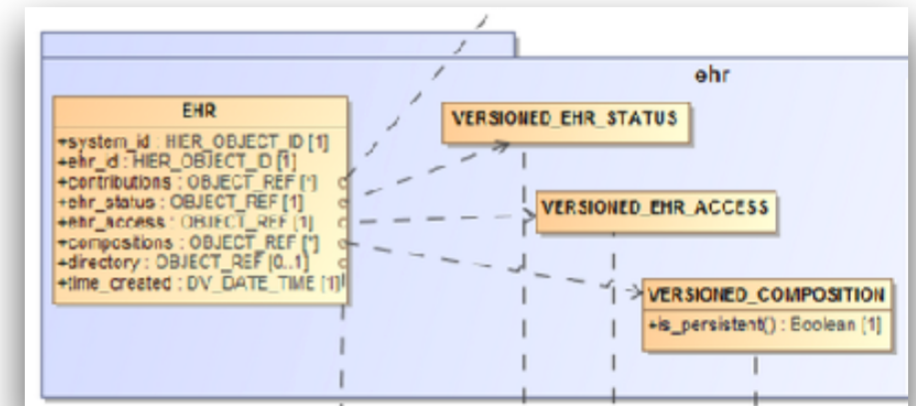 ehr
EHR
+system_id : HIER_OBJECT_ID [1]
+ehr_id : HIER_OBJECT_ID [1]
+contributions : OBJECT_REF [*]
+ehr_status : OBJECT_REF [1]
+ehr_access : OBJECT_REF [1]
+compositions : OBJECT_REF [*]
+directory : OBJECT_REF [0..1]
+time_created : DV_DATE_TIME [1]
VERSIONED_EHR_STATUS
VERSIONED_EHR_ACCESS
VERSIONED_COMPOSITION
+is_persistent() : Boolean [1]